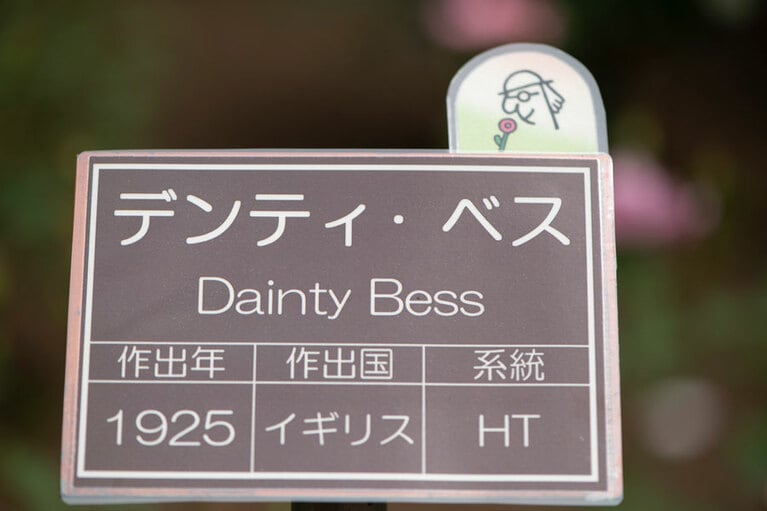 デンティ・ベス
Dainty Bess
作出年 作出国 系統
1925 イギリス HT